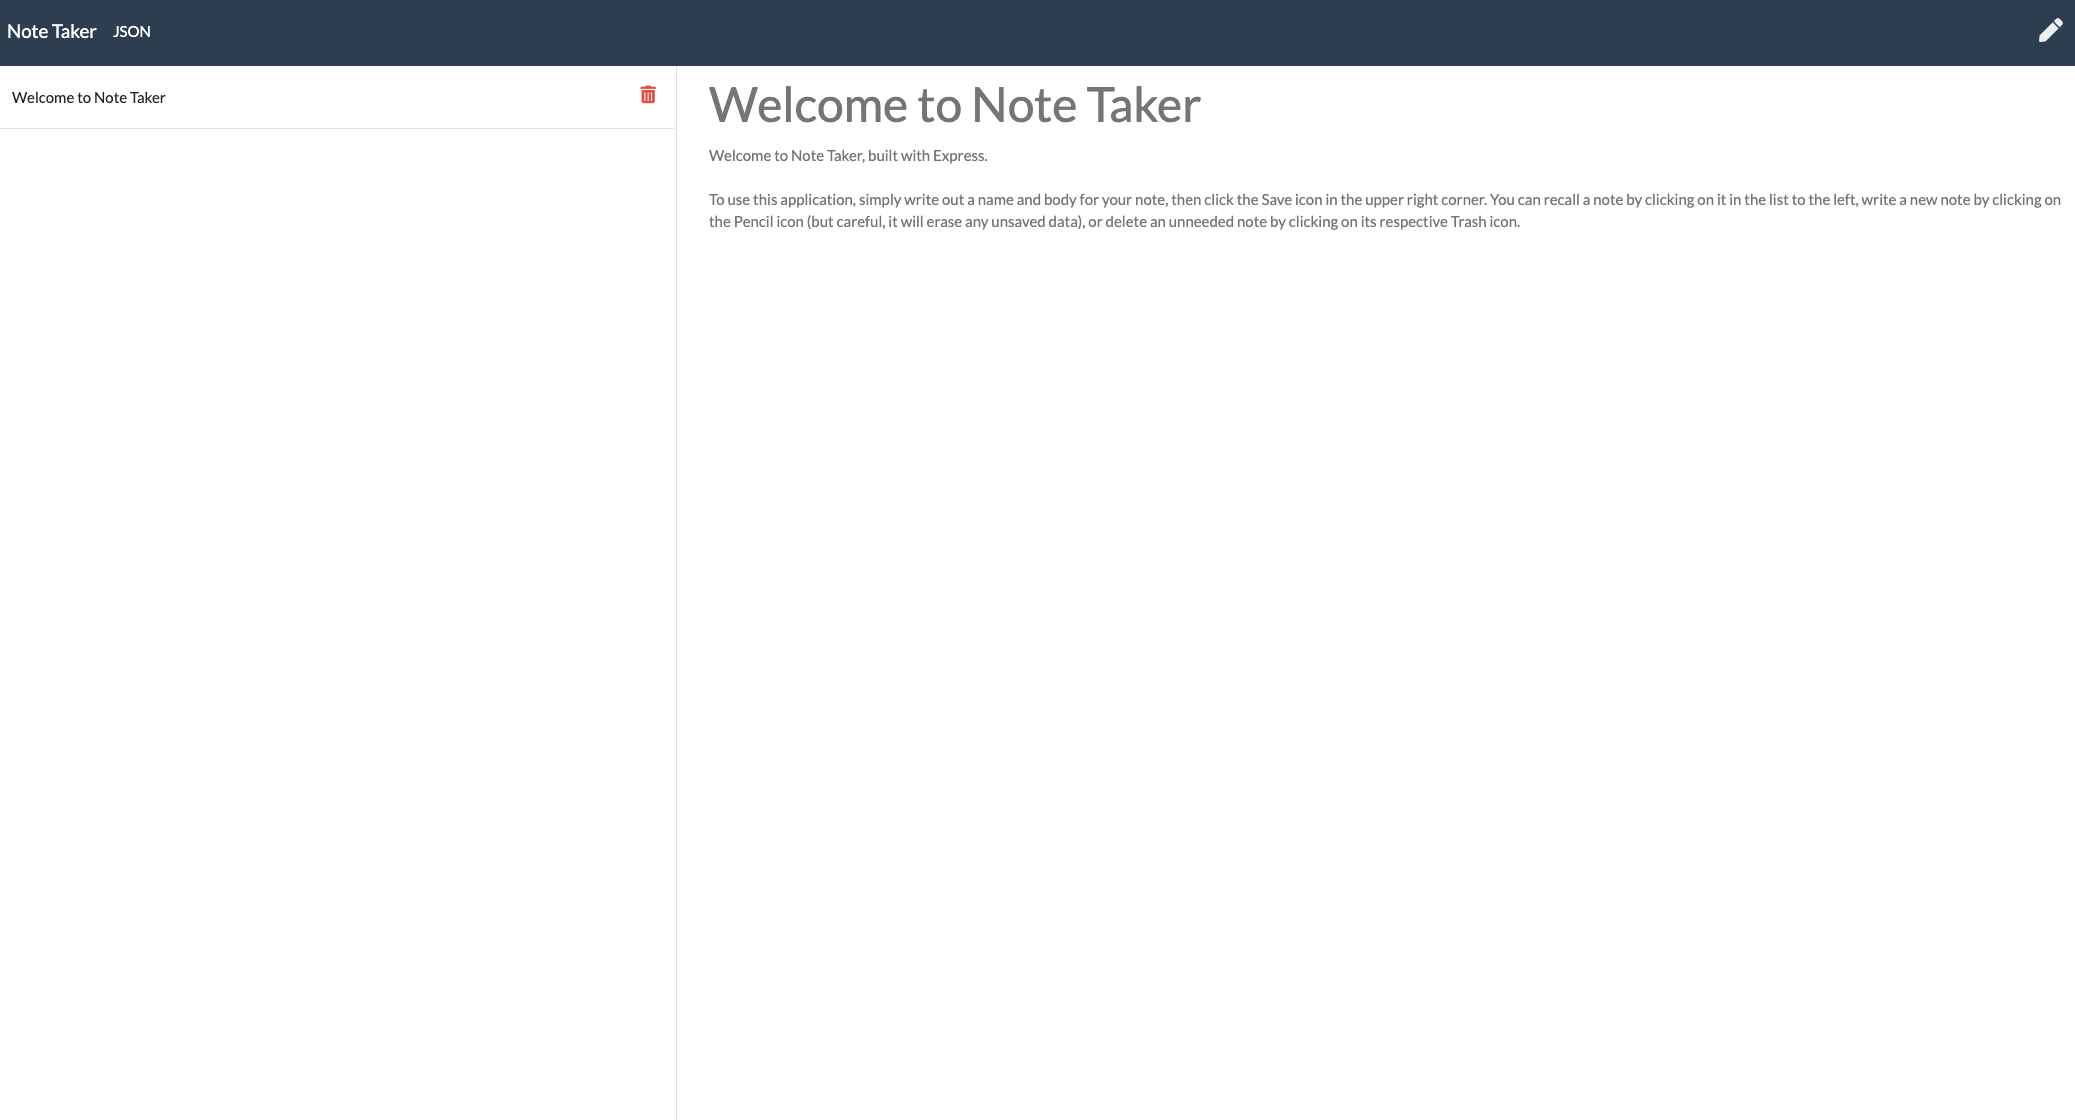 Note Taker JSON
Welcome to Note Taker
Welcome to Note Taker
Welcome to Note Taker, built with Express.
To use this application, simply write out a name and body for your note, then click the Save icon in the upper right corner. You can recall a note by clicking on it in the list to the left, write a new note by clicking on
the Pencil icon (but careful, it will erase any unsaved data), or delete an unneeded note by clicking on its respective Trash icon.